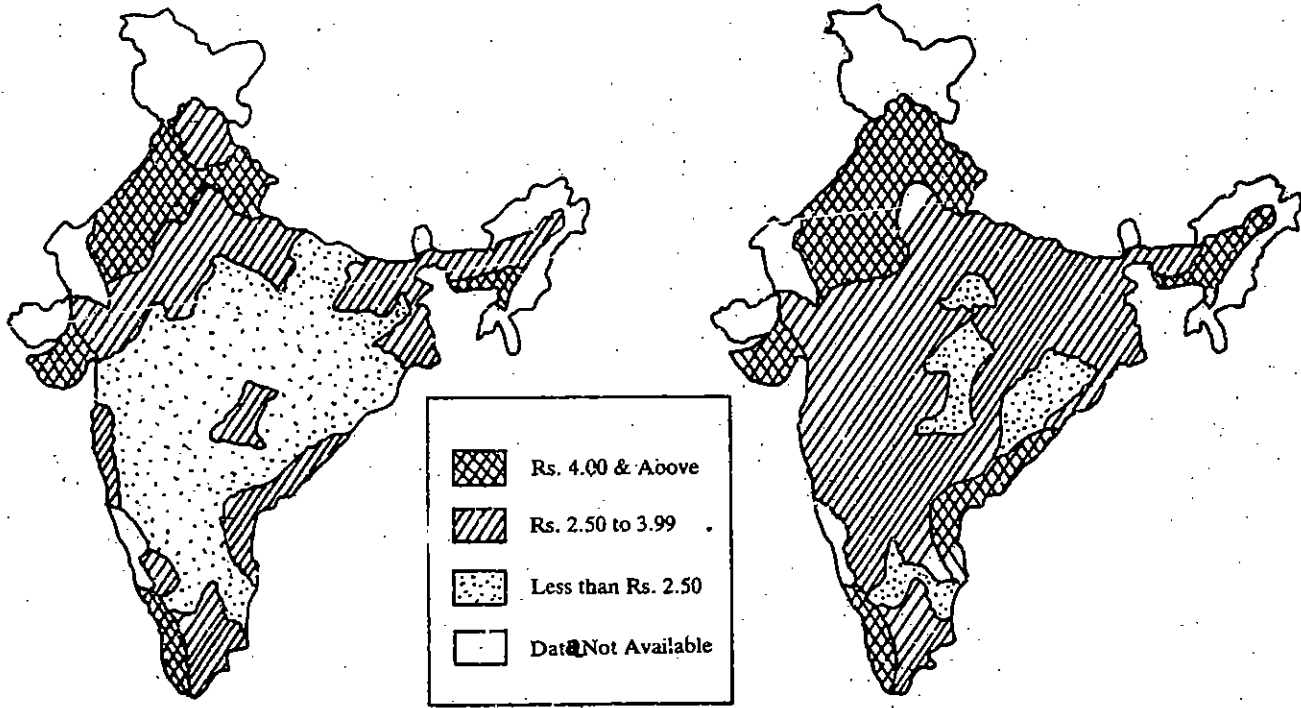 Rs. 4.00 & Above
Rs. 2.50 to 3.99
Less than Rs. 2.50
Data Not Available